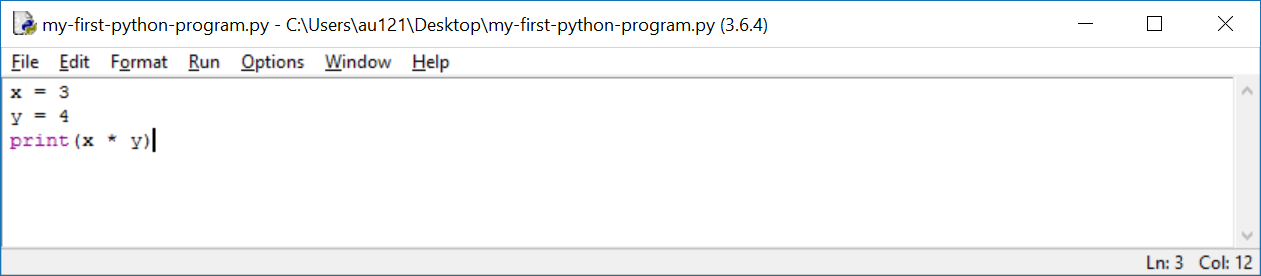 my-first-python-program.py - C:\Users\au121\Desktop\my-first-python-program.py (3.6.4)
File Edit Format Run Options Window Help
x = 3
y = 4
print(x * y)
Ln: 3 Col: 12